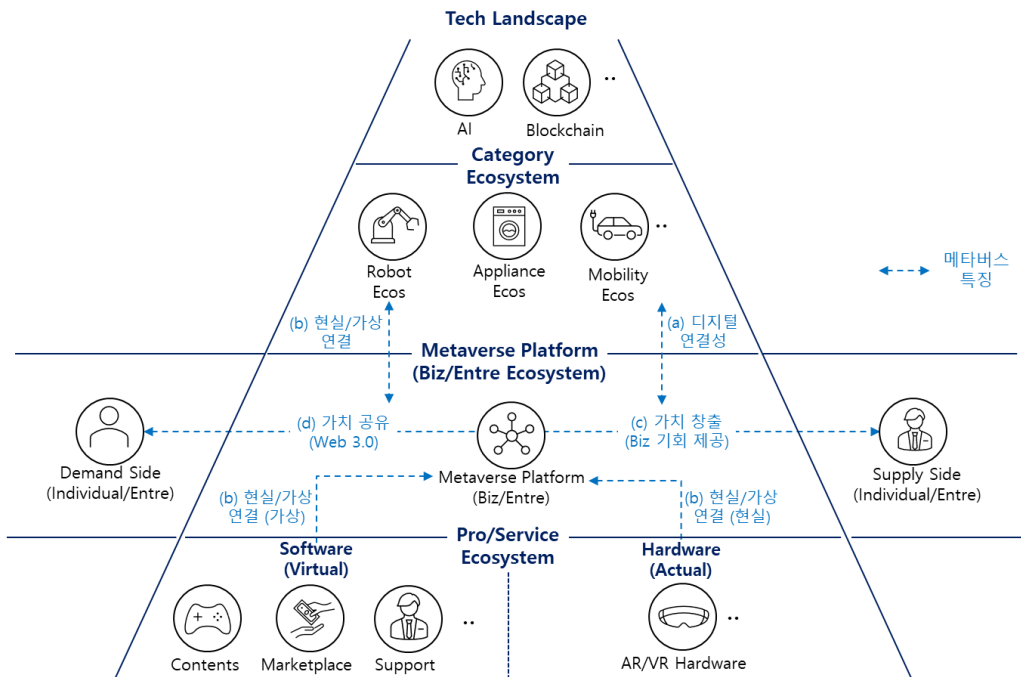 Tech Landscape
..
AI
Blockchain
Category
Ecosystem
..
Robot
Ecos
Appliance
Ecos
Mobility
Ecos
메타버스
특징
(b) 현실/가상
연결
(a) 디지털
연결성
Metaverse Platform
(Biz/Entre Ecosystem)
(d) 가치 공유
(Web 3.0)
(c) 가치 창출
(Biz 기회 제공)
Demand Side
(Individual/Entre)
Metaverse Platform
(Biz/Entre)
Supply Side
(Individual/Entre)
(b) 현실/가상
연결 (가상)
(b) 현실/가상
연결 (현실)
Pro/Service
Ecosystem
Software
(Virtual)
Hardware
(Actual)
..
..
Contents
Marketplace
Support
AR/VR Hardware